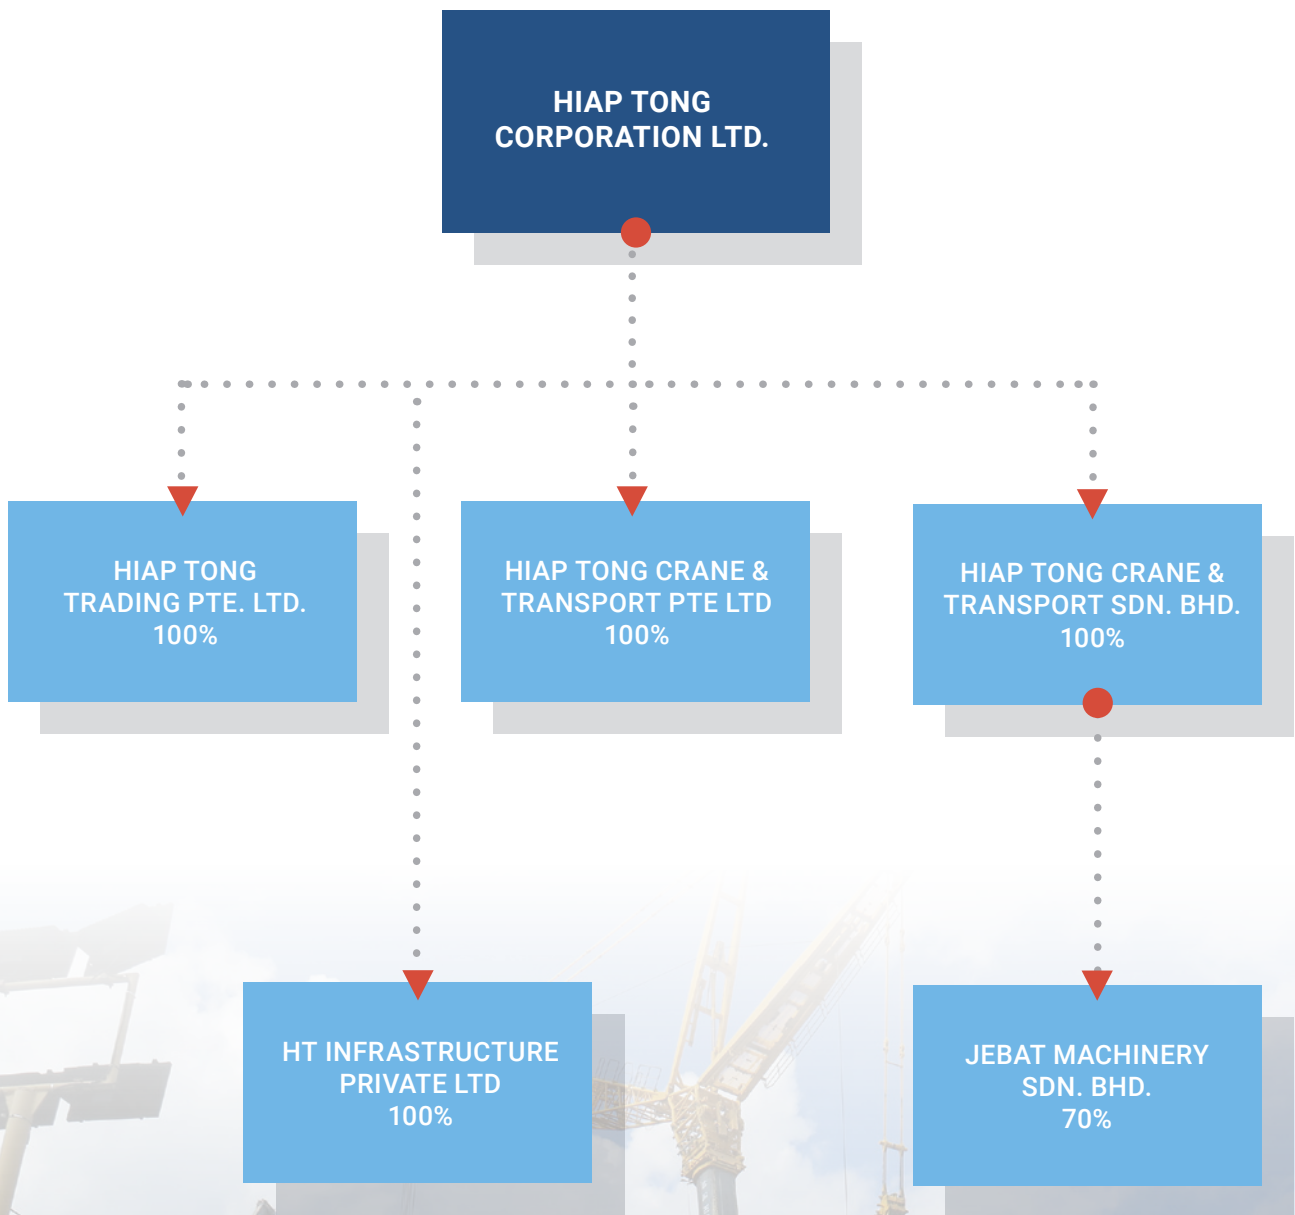 HIAP TONG
CORPORATION LTD.
HIAP TONG
TRADING PTE. LTD.
100%
HIAP TONG CRANE &
TRANSPORT PTE LTD
100%
HIAP TONG CRANE &
TRANSPORT SDN. BHD.
100%
HT INFRASTRUCTURE
PRIVATE LTD
100%
JEBAT MACHINERY
SDN. BHD.
70%